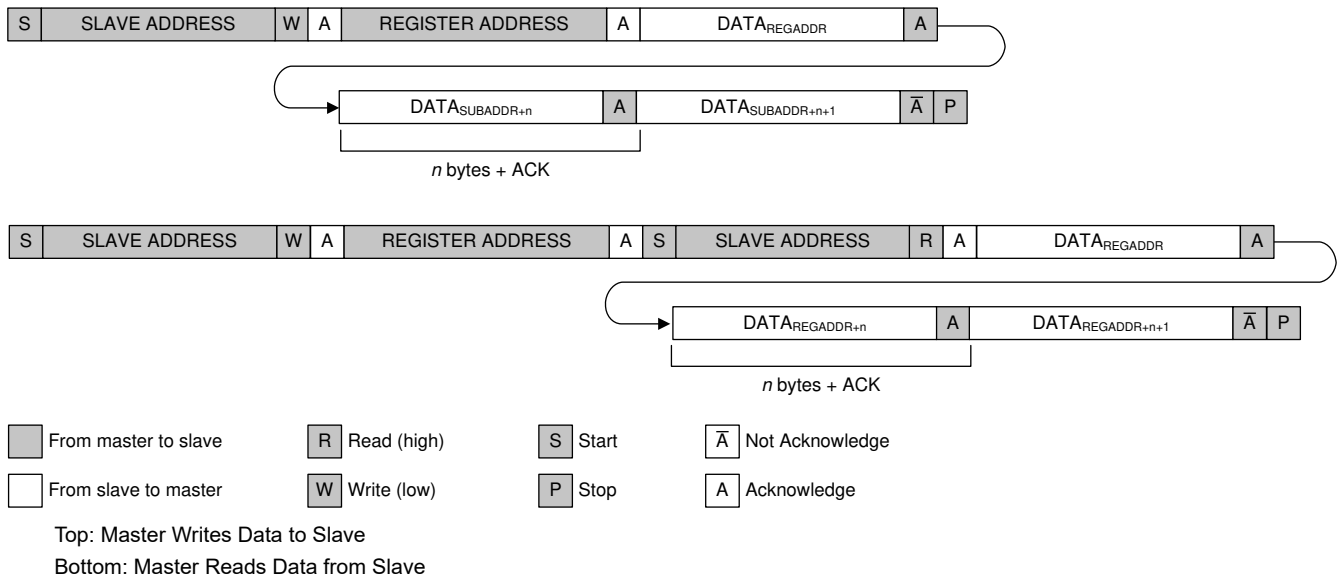 S SLAVE ADDRESS W A REGISTER ADDRESS A DATAREGADDR A
DATASUBADDR+n A DATASUBADDR+n+1 A̅ P
n bytes + ACK
S SLAVE ADDRESS W A REGISTER ADDRESS A S SLAVE ADDRESS R A DATAREGADDR A
DATAREGADDR+n A DATAREGADDR+n+1 A̅ P
n bytes + ACK
From master to slave R Read (high) S Start A̅ Not Acknowledge
From slave to master W Write (low) P Stop A Acknowledge
Top: Master Writes Data to Slave
Bottom: Master Reads Data from Slave